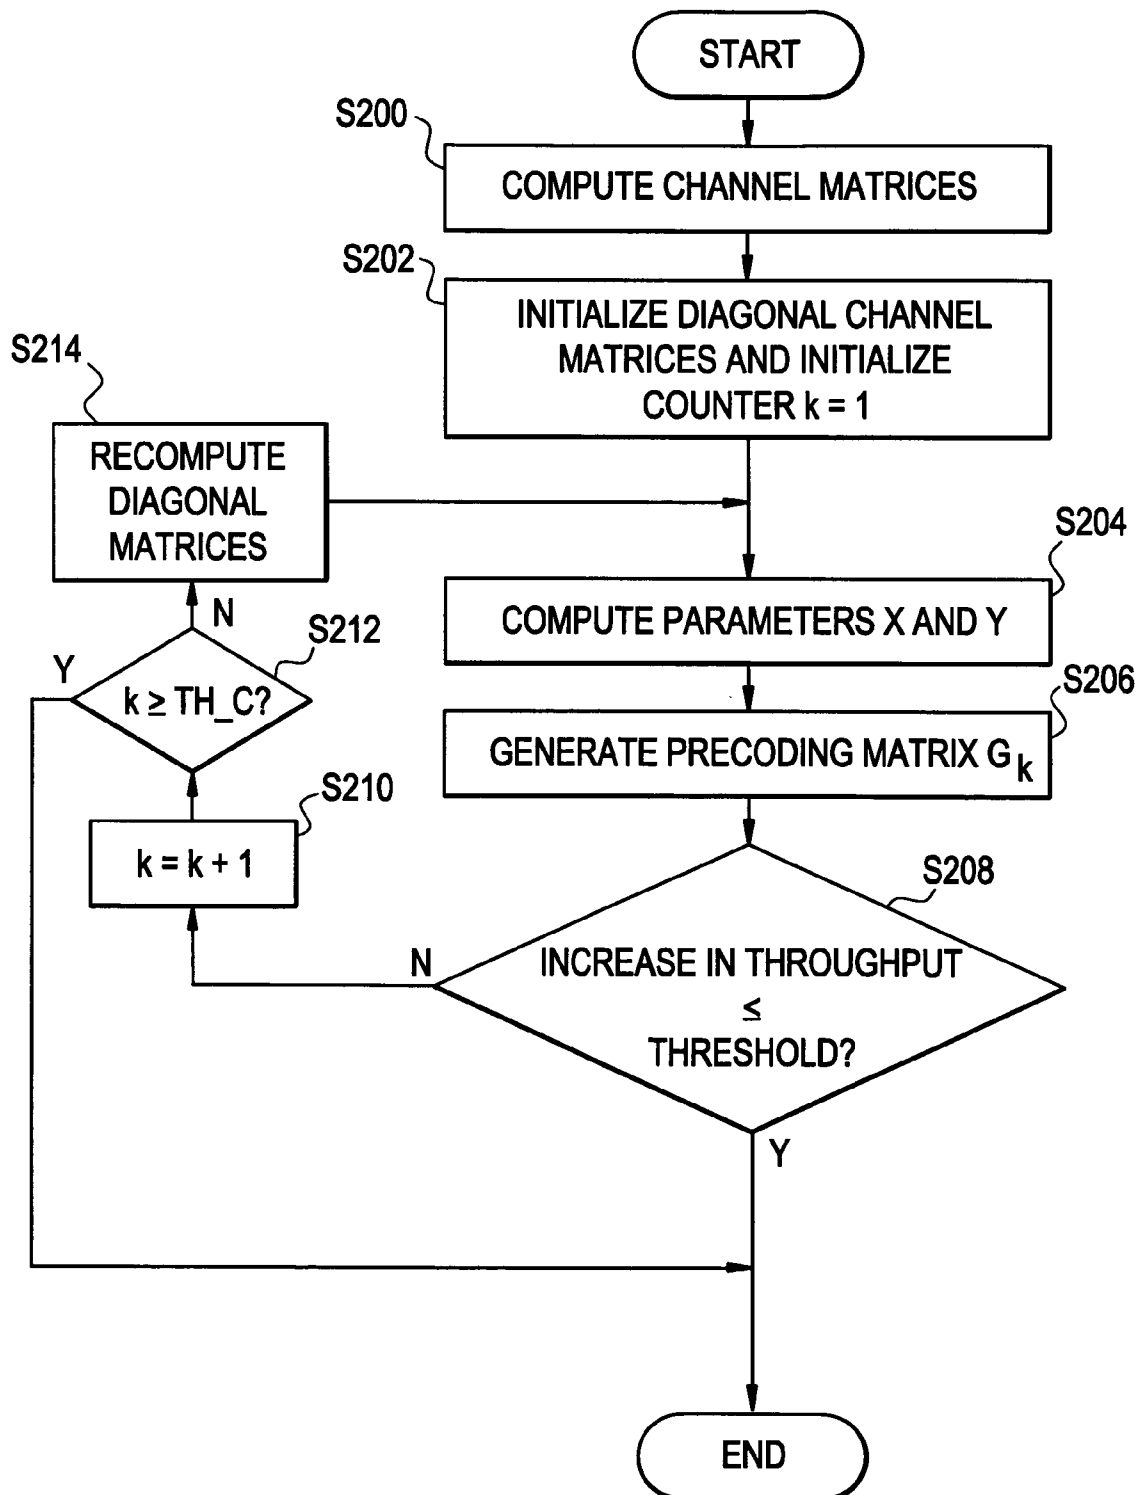 START
S200
COMPUTE CHANNEL MATRICES
S202
INITIALIZE DIAGONAL CHANNEL
MATRICES AND INITIALIZE
COUNTER k = 1
S214
RECOMPUTE
DIAGONAL
MATRICES
S204
COMPUTE PARAMETERS X AND Y
N
S212
Y
k ≥ TH_C?
S206
GENERATE PRECODING MATRIX G k
S210
k = k + 1
S208
N
INCREASE IN THROUGHPUT
≤
THRESHOLD?
Y
END